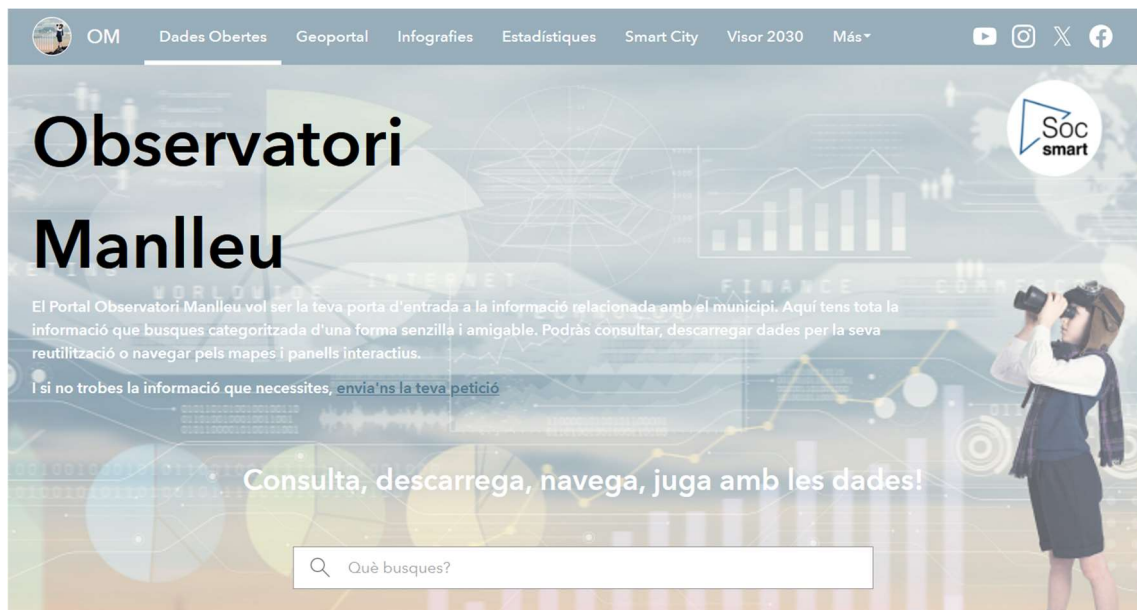 OM Dades Obertes Geoportal Infografies Estadístiques Smart City Visor 2030 Más
Sóc
smart
Observatori
Manlleu
WORLDWIDE
INTERNET
FINANCE
El Portal Observatori Manlleu vol ser la teva porta d'entrada a la informació relacionada amb el municipi. Aquí tens tota la
informació que busques categoritzada d'una forma senzilla i amigable. Podràs consultar, descarregar dades per la seva
reutilització o navegar pels mapes i panells interactius.
I si no trobes la informació que necessites, envia'ns la teva petició
Consulta, descarrega, navega, juga amb les dades!
Què busques?